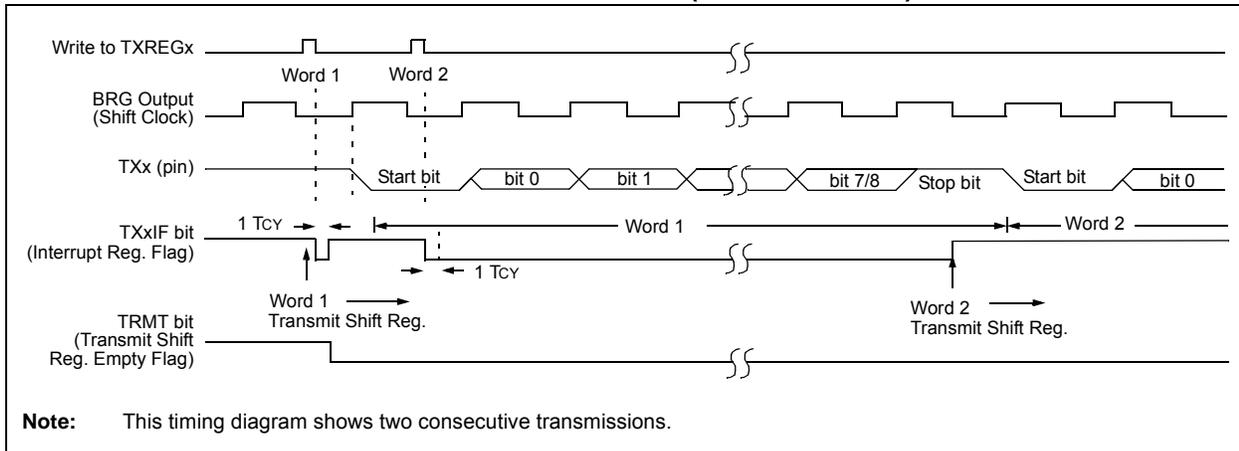 Write to TXREGx
Word 1
Word 2
BRG Output
(Shift Clock)
TXx (pin)
Start bit
bit 0
bit 1
bit 7/8
Stop bit
Start bit
bit 0
1 TCY
Word 1
Word 2
TXxIF bit
(Interrupt Reg. Flag)
1 TCY
Word 1
Transmit Shift Reg.
Word 2
Transmit Shift Reg.
TRMT bit
(Transmit Shift
Reg. Empty Flag)
Note: This timing diagram shows two consecutive transmissions.